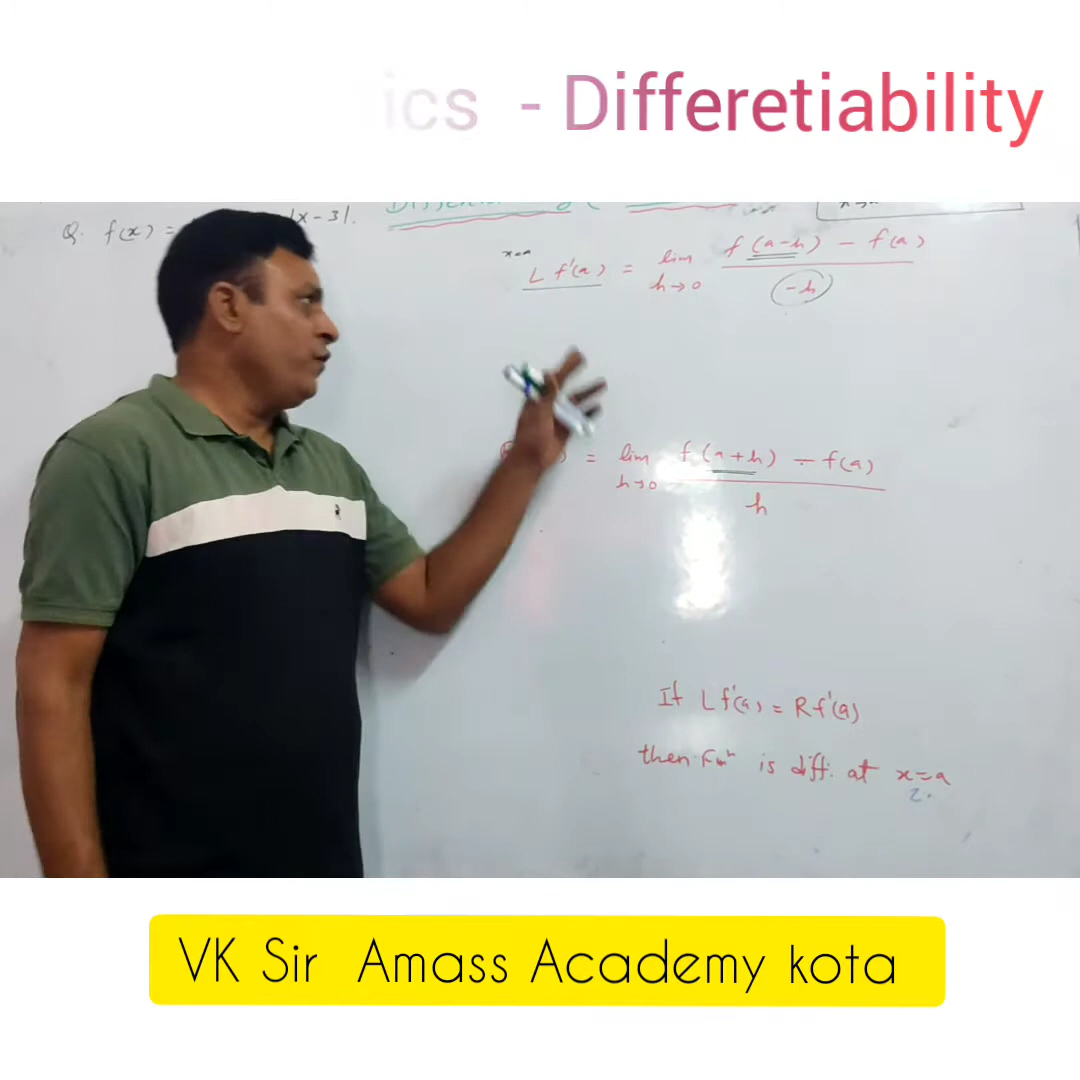 ics - Differetiability
Q. f(x) = x-3|.
x=a
L f'(a) = lim h→0 f(a-h) - f(a) / (-h)
= lim h→0 f(a+h) - f(a) / h
If Lf'(a) = Rf'(a)
then is diff. at x=a
2.
VK Sir Amass Academy kota